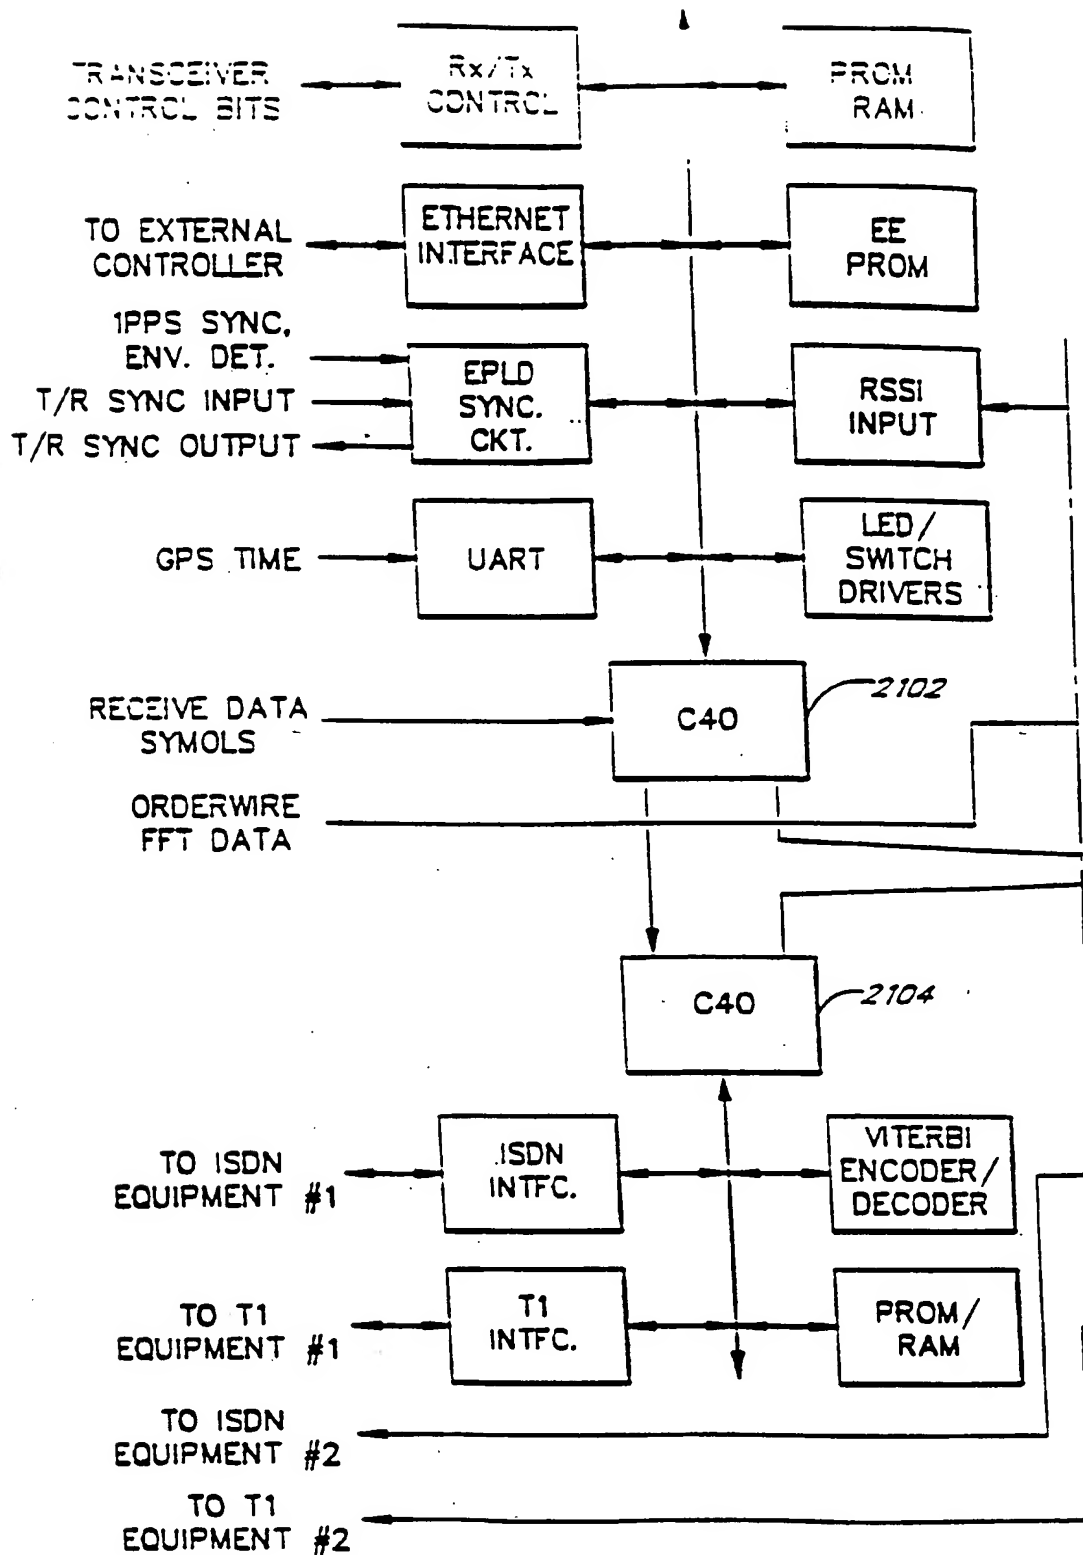 TRANSCEIVER
CONTROL BITS
Rx/Tx
CONTROL
PROM
RAM
TO EXTERNAL
CONTROLLER
ETHERNET
INTERFACE
EE
PROM
1PPS SYNC,
ENV. DET.
T/R SYNC INPUT
T/R SYNC OUTPUT
EPLD
SYNC.
CKT.
RSSI
INPUT
GPS TIME
UART
LED/
SWITCH
DRIVERS
RECEIVE DATA
SYMOLS
C40
2102
ORDERWIRE
FFT DATA
C40
2104
TO ISDN
EQUIPMENT #1
ISDN
INTFC.
VITERBI
ENCODER/
DECODER
TO T1
EQUIPMENT #1
T1
INTFC.
PROM/
RAM
TO ISDN
EQUIPMENT #2
TO T1
EQUIPMENT #2